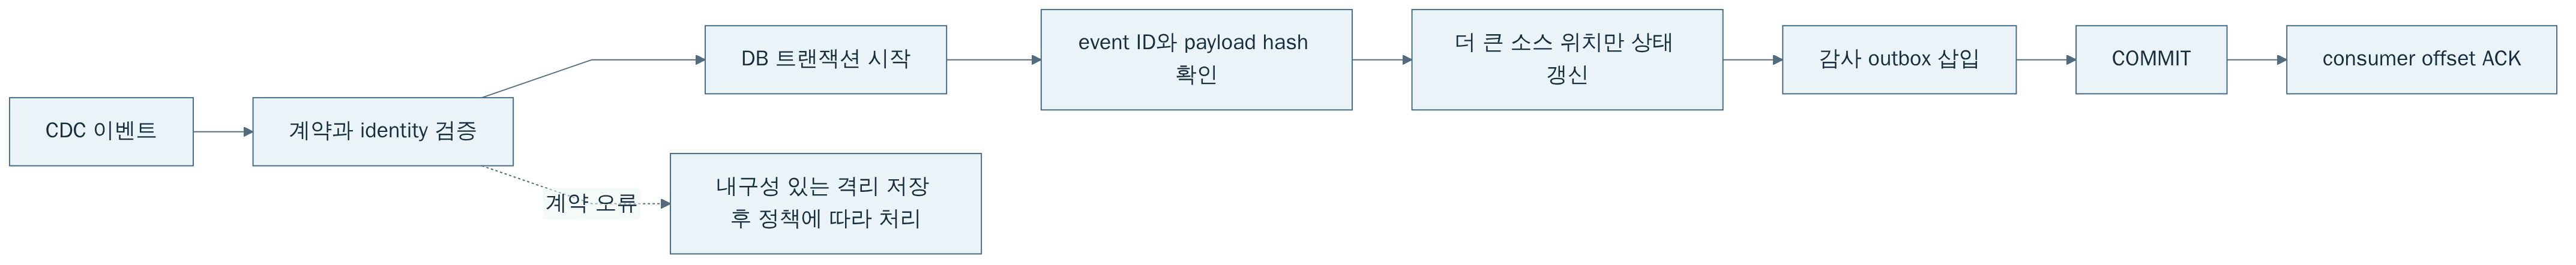 CDC 이벤트
계약과 identity 검증
계약 오류
DB 트랜잭션 시작
내구성 있는 격리 저장
후 정책에 따라 처리
event ID와 payload hash
확인
더 큰 소스 위치만 상태
갱신
감사 outbox 삽입
COMMIT
consumer offset ACK